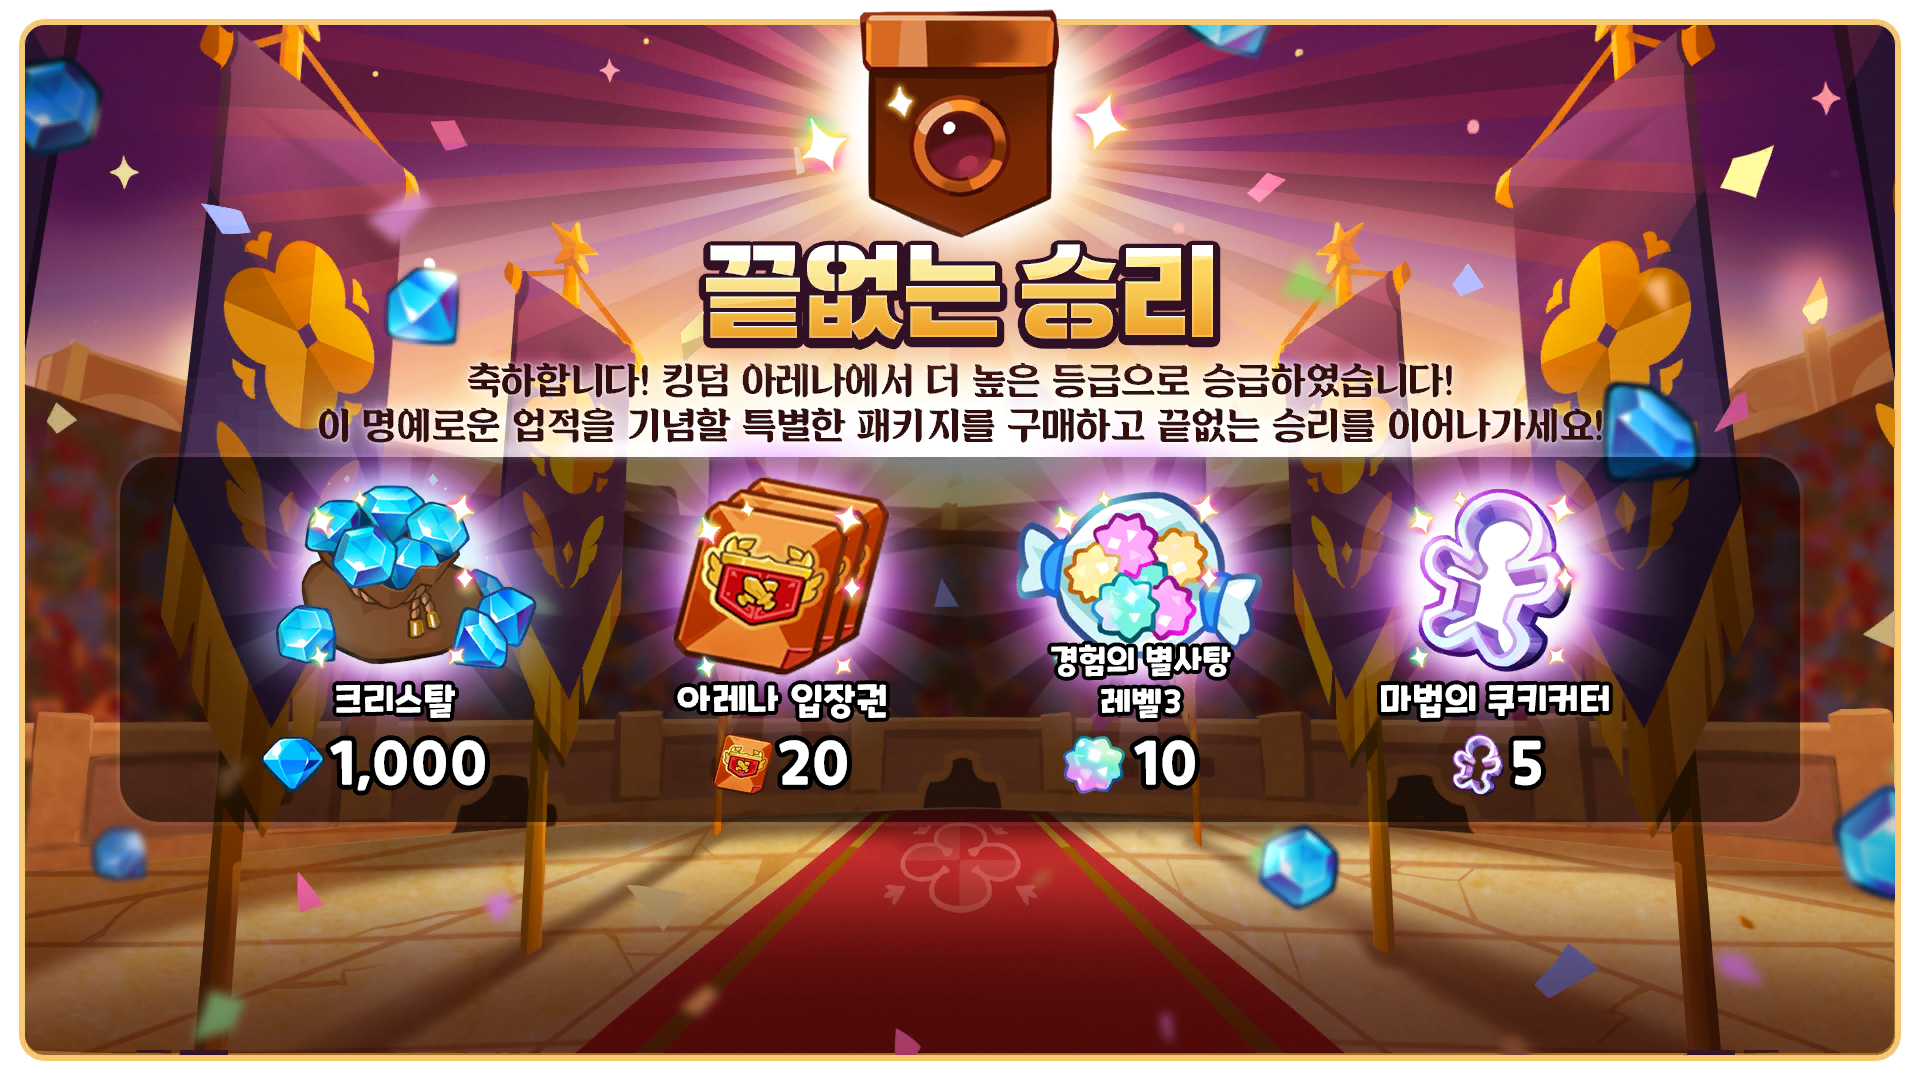 끝없는 승리
축하합니다! 킹덤 아레나에서 더 높은 등급으로 승급하였습니다!
이 명예로운 업적을 기념할 특별한 패키지를 구매하고 끝없는 승리를 이어나가세요!
크리스탈
1,000
아레나 입장권
20
경험의 별사탕
레벨3
10
마법의 쿠키커터
5